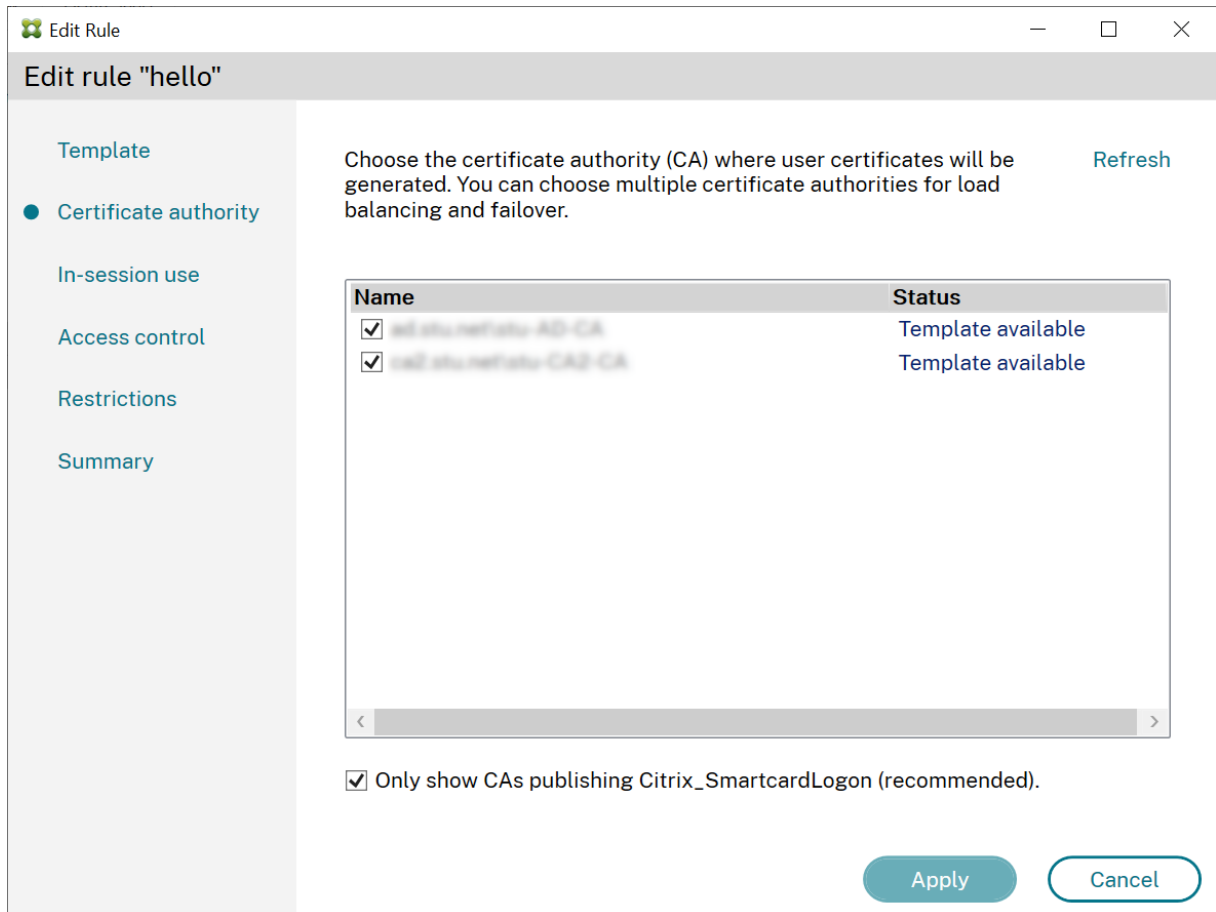 Edit Rule
Edit rule "hello"
Template
Certificate authority
In-session use
Access control
Restrictions
Summary
Choose the certificate authority (CA) where user certificates will be
generated. You can choose multiple certificate authorities for load
balancing and failover.
Refresh
Name Status
Template available
Template available
Only show CAs publishing Citrix_SmartcardLogon (recommended).
Apply Cancel